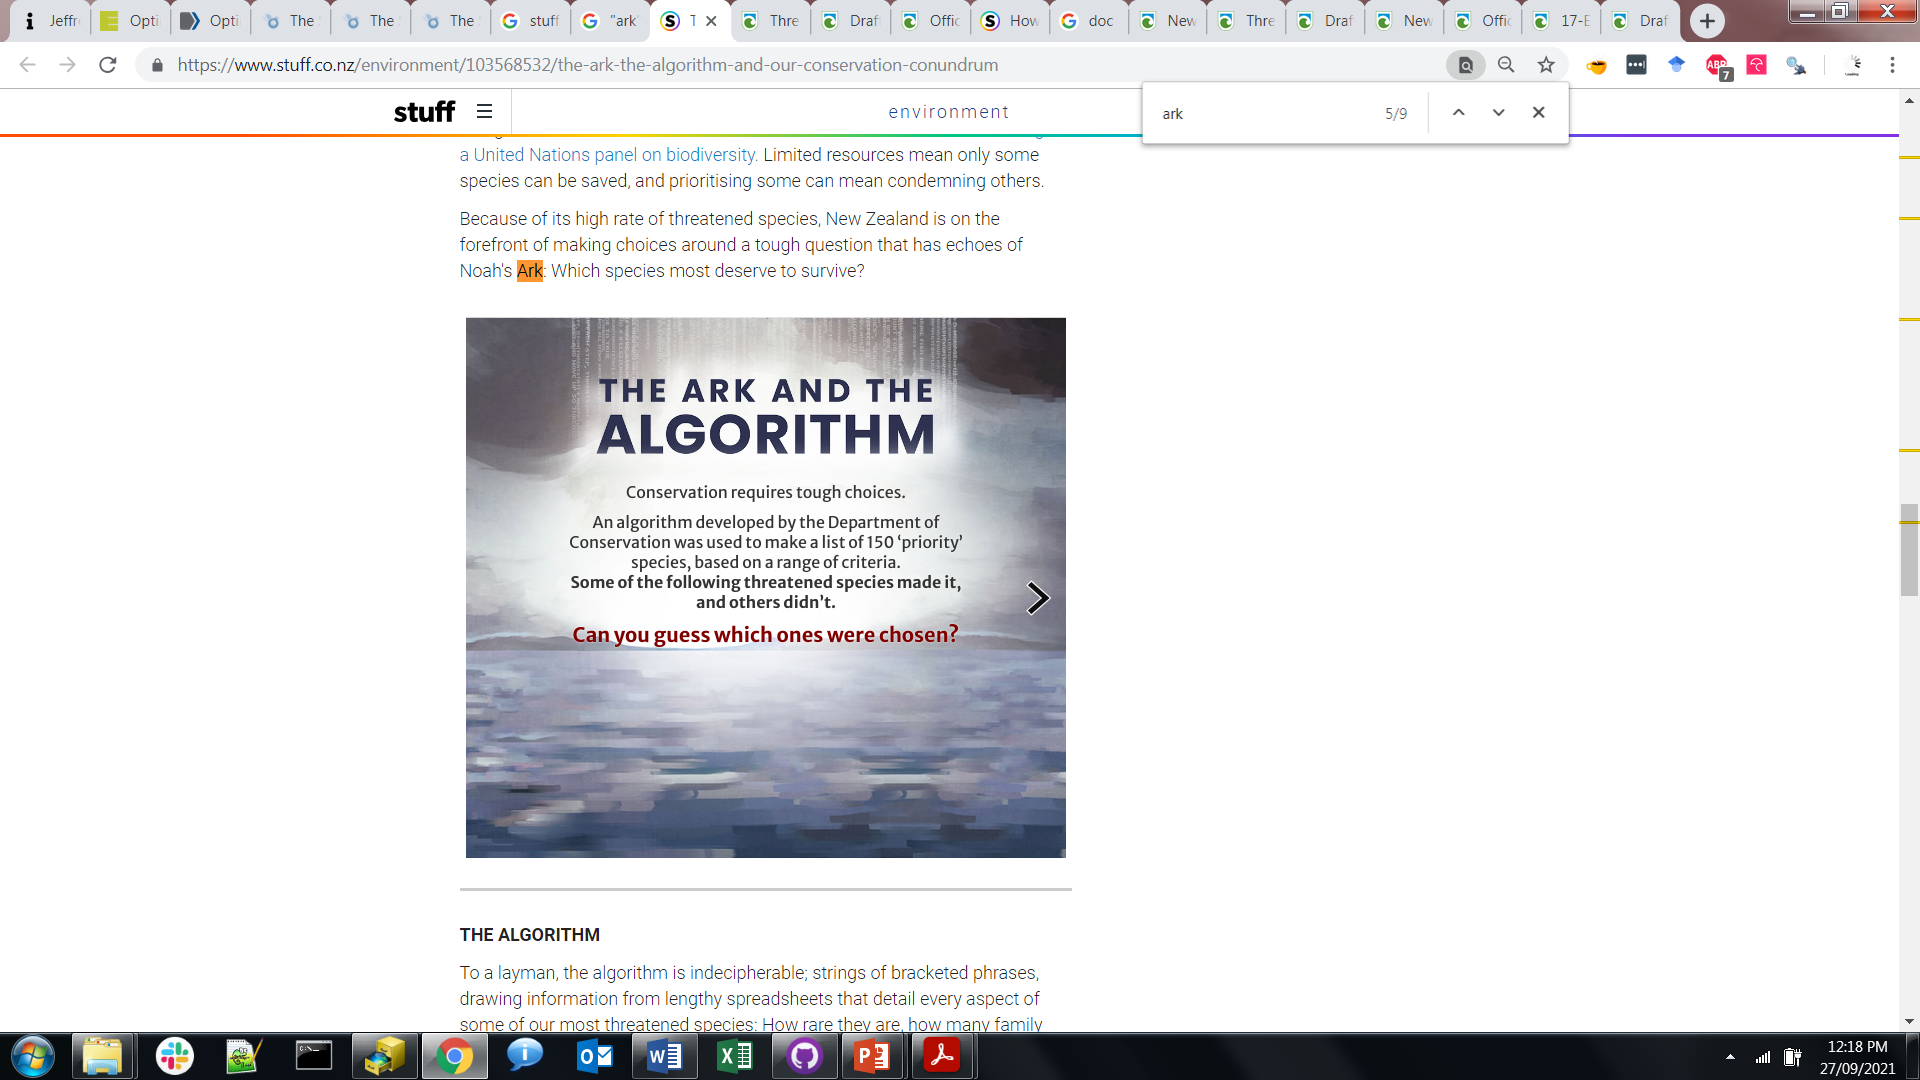 Jeffr
Opti
Opti
The
The
The
stuff
"ark"
T
Thre
Draf
Offic
How
doc
New
Thre
Draf
New
Offic
17-E
Draf
https://www.stuff.co.nz/environment/103568532/the-ark-the-algorithm-and-our-conservation-conundrum
ABP
7
stuff
environment
ark
5/9
a United Nations panel on biodiversity. Limited resources mean only some
species can be saved, and prioritising some can mean condemning others.
Because of its high rate of threatened species, New Zealand is on the
forefront of making choices around a tough question that has echoes of
Noah's Ark: Which species most deserve to survive?
THE ARK AND THE
ALGORITHM
Conservation requires tough choices.
An algorithm developed by the Department of
Conservation was used to make a list of 150 ‘priority’
species, based on a range of criteria.
Some of the following threatened species made it,
and others didn’t.
Can you guess which ones were chosen?
THE ALGORITHM
To a layman, the algorithm is indecipherable; strings of bracketed phrases,
drawing information from lengthy spreadsheets that detail every aspect of
some of our most threatened species: How rare they are, how many family
12:18 PM
27/09/2021